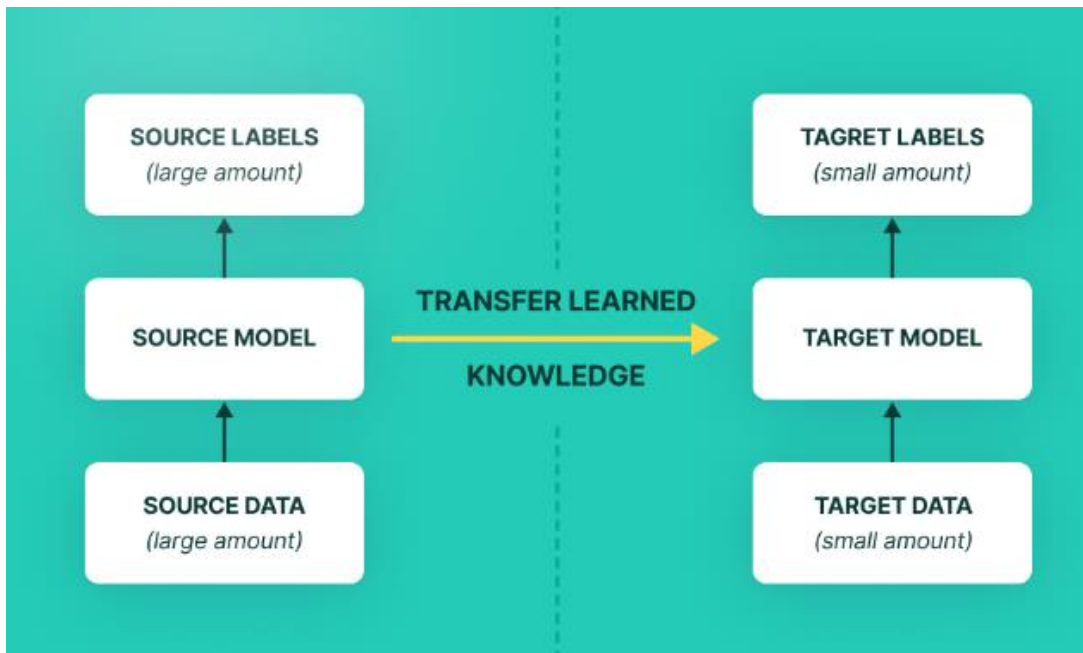 SOURCE LABELS
(large amount)
SOURCE MODEL
SOURCE DATA
(large amount)
TRANSFER LEARNED
KNOWLEDGE
TAGRET LABELS
(small amount)
TARGET MODEL
TARGET DATA
(small amount)